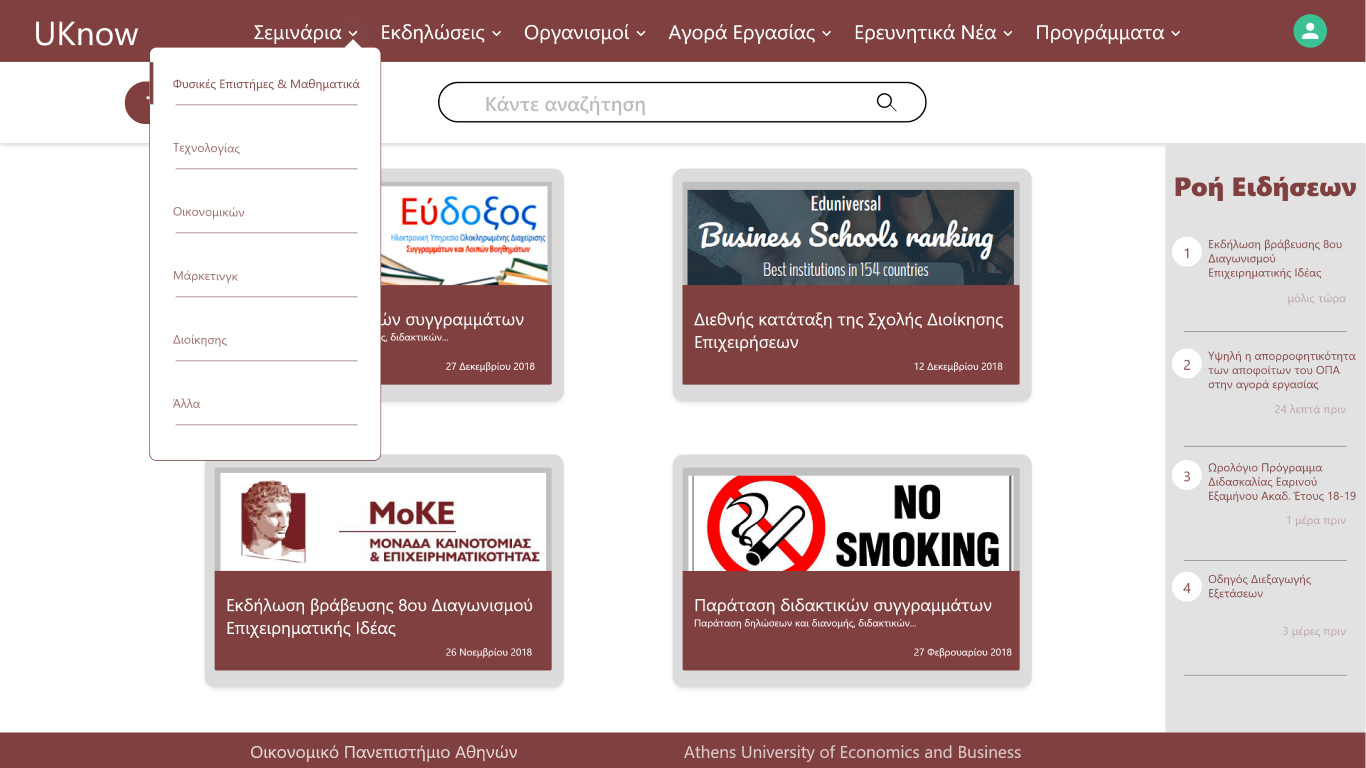 UKnow
Σεμινάρια
Εκδηλώσεις
Οργανισμοί
Αγορά Εργασίας
Ερευνητικά Νέα
Προγράμματα
Φυσικές Επιστήμες & Μαθηματικά
Τεχνολογίας
Οικονομικών
Μάρκετινγκ
Διοίκησης
Άλλα
Κάντε αναζήτηση
Εύδοξος
Ηλεκτρονική Υπηρεσία Ολοκληρωμένης Διαχείρισης
Συγγραμμάτων και Λοιπών Βοηθημάτων
ών συγγραμμάτων
ς, διδακτικών...
27 Δεκεμβρίου 2018
Eduniversal
Business Schools ranking
Best institutions in 154 countries
Διεθνής κατάταξη της Σχολής Διοίκησης
Επιχειρήσεων
12 Δεκεμβρίου 2018
ΜοΚΕ
ΜΟΝΑΔΑ ΚΑΙΝΟΤΟΜΙΑΣ
& ΕΠΙΧΕΙΡΗΜΑΤΙΚΟΤΗΤΑΣ
Εκδήλωση βράβευσης 8ου Διαγωνισμού
Επιχειρηματικής Ιδέας
26 Νοεμβρίου 2018
NO
SMOKING
Παράταση διδακτικών συγγραμμάτων
Παράταση δηλώσεων και διανομής, διδακτικών...
27 Φεβρουαρίου 2018
Ροή Ειδήσεων
1
Εκδήλωση βράβευσης 8ου
Διαγωνισμού
Επιχειρηματικής Ιδέας
μόλις τώρα
2
Υψηλή η απορροφητικότητα
των αποφοίτων του ΟΠΑ
στην αγορά εργασίας
24 λεπτά πριν
3
Ωρολόγιο Πρόγραμμα
Διδασκαλίας Εαρινού
Εξαμήνου Ακαδ. Έτους 18-19
1 μέρα πριν
4
Οδηγός Διεξαγωγής
Εξετάσεων
3 μέρες πριν
Οικονομικό Πανεπιστήμιο Αθηνών
Athens University of Economics and Business